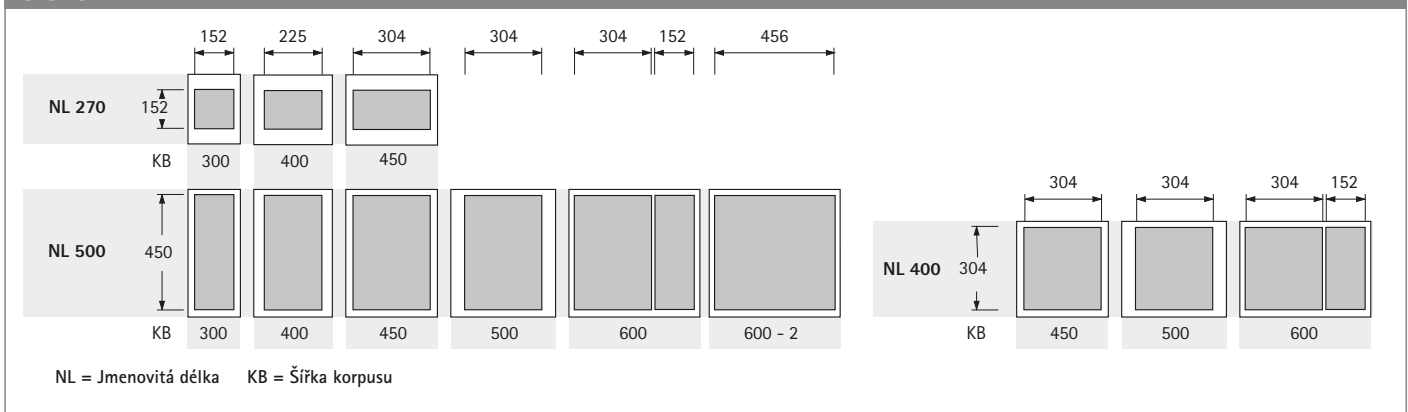 152 225 304 304 304 152 456
NL 270 152
KB 300 400 450
304 304 304 152
NL 500 450
NL 400 304
KB 300 400 450 500 600 600 - 2
KB 450 500 600
NL = Jmenovitá délka KB = Šířka korpusu